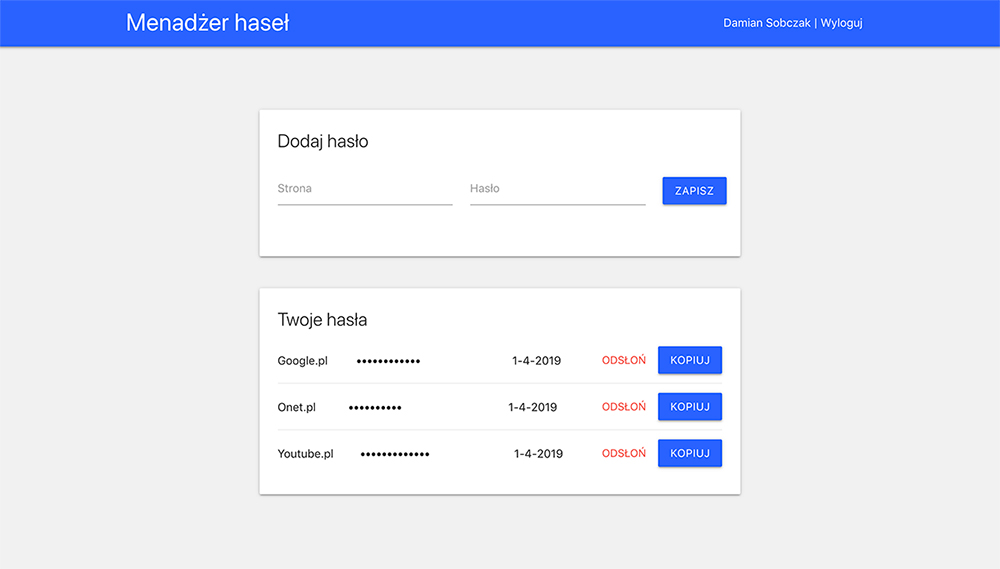 Menadżer haseł
Damian Sobczak | Wyloguj
Dodaj hasło
Strona Hasło ZAPISZ
Twoje hasła
Google.pl •••••••••••• 1-4-2019 ODSŁOŃ KOPIUJ
Onet.pl •••••••••• 1-4-2019 ODSŁOŃ KOPIUJ
Youtube.pl ••••••••••••• 1-4-2019 ODSŁOŃ KOPIUJ